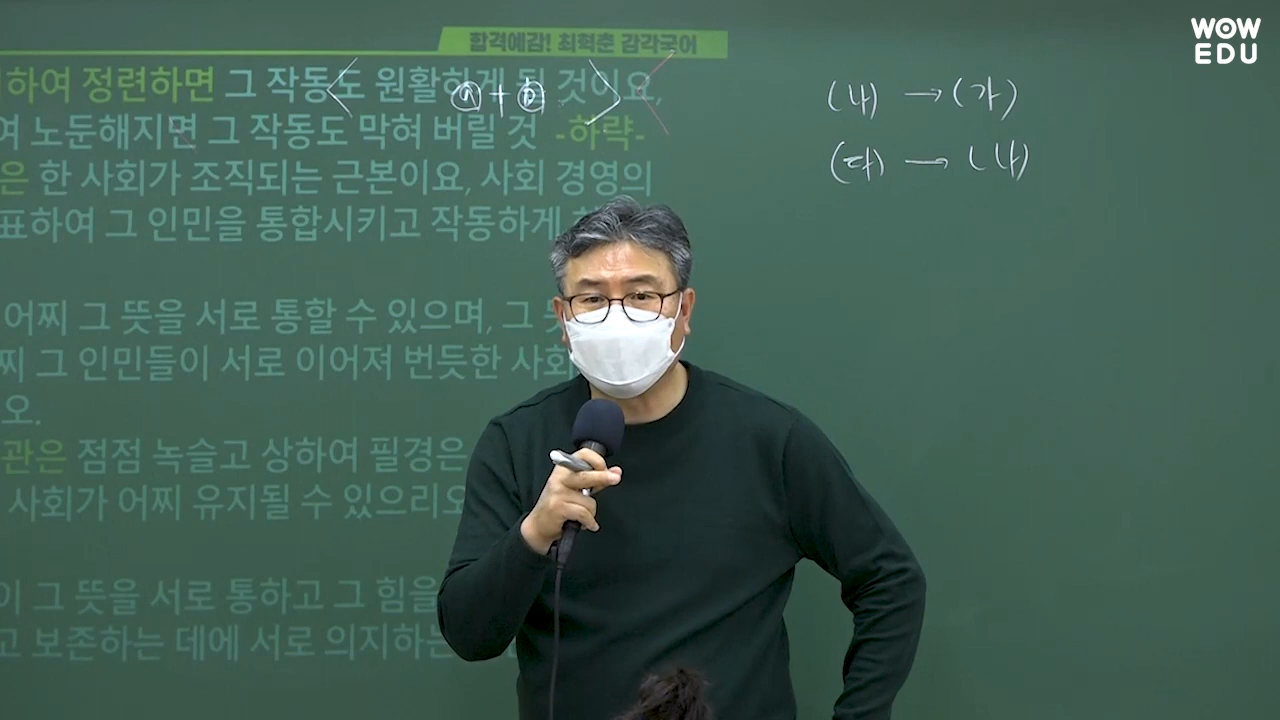 WOW
EDU
합격예감! 최혁춘 감각국어
하여 정련하면 그 작동도 원활하게 될 것이요,
< ⓐ+ⓑ >
(나) → (가)
여 노둔해지면 그 작동도 막혀 버릴 것 -하략-
(다) → (나)
은 한 사회가 조직되는 근본이요, 사회 경영의
표하여 그 인민을 통합시키고 작동하게
어찌 그 뜻을 서로 통할 수 있으며, 그
찌 그 인민들이 서로 이어져 번듯한 사회
오.
관은 점점 녹슬고 상하여 필경은
사회가 어찌 유지될 수 있으리오
이 그 뜻을 서로 통하고 그 힘을
고 보존하는 데에 서로 의지하는